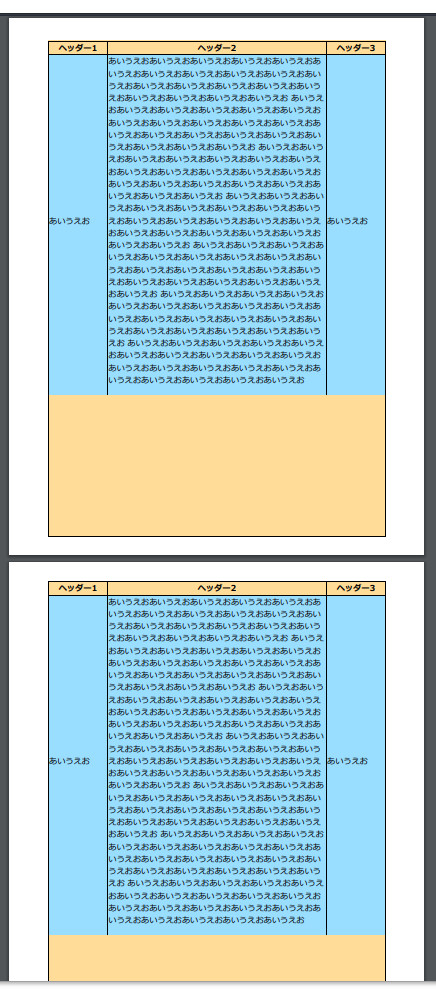 ヘッダー1
ヘッダー2
ヘッダー3
あいうえお
あいうえおあいうえおあいうえおあいうえおあいうえおあ
いうえおあいうえおあいうえおあいうえおあいうえおあい
うえおあいうえおあいうえおあいうえおあいうえおあいう
えおあいうえおあいうえおあいうえおあいうえお あいうえ
おあいうえおあいうえおあいうえおあいうえおあいうえお
あいうえおあいうえおあいうえおあいうえおあいうえおあ
いうえおあいうえおあいうえおあいうえおあいうえおあい
うえおあいうえおあいうえおあいうえお あいうえおあいう
えおあいうえおあいうえおあいうえおあいうえおあいうえ
おあいうえおあいうえおあいうえおあいうえおあいうえお
あいうえおあいうえおあいうえおあいうえおあいうえおあ
いうえおあいうえおあいうえお あいうえおあいうえおあい
うえおあいうえおあいうえおあいうえおあいうえおあいう
えおあいうえおあいうえおあいうえおあいうえおあいうえ
おあいうえおあいうえおあいうえおあいうえおあいうえお
あいうえおあいうえお あいうえおあいうえおあいうえおあ
いうえおあいうえおあいうえおあいうえおあいうえおあい
うえおあいうえおあいうえおあいうえおあいうえおあいう
えおあいうえおあいうえおあいうえおあいうえおあいうえ
おあいうえお あいうえおあいうえおあいうえおあいうえお
あいうえおあいうえおあいうえおあいうえおあいうえおあ
いうえおあいうえおあいうえおあいうえおあいうえおあい
うえおあいうえおあいうえおあいうえおあいうえおあいう
えお あいうえおあいうえおあいうえおあいうえおあいうえ
おあいうえおあいうえおあいうえおあいうえおあいうえお
あいうえおあいうえおあいうえおあいうえおあいうえおあ
いうえおあいうえおあいうえおあいうえおあいうえお
あいうえお
ヘッダー1
ヘッダー2
ヘッダー3
あいうえお
あいうえおあいうえおあいうえおあいうえおあいうえおあ
いうえおあいうえおあいうえおあいうえおあいうえおあい
うえおあいうえおあいうえおあいうえおあいうえおあいう
えおあいうえおあいうえおあいうえおあいうえお あいうえ
おあいうえおあいうえおあいうえおあいうえおあいうえお
あいうえおあいうえおあいうえおあいうえおあいうえおあ
いうえおあいうえおあいうえおあいうえおあいうえおあい
うえおあいうえおあいうえおあいうえお あいうえおあいう
えおあいうえおあいうえおあいうえおあいうえおあいうえ
おあいうえおあいうえおあいうえおあいうえおあいうえお
あいうえおあいうえおあいうえおあいうえおあいうえおあ
いうえおあいうえおあいうえお あいうえおあいうえおあい
うえおあいうえおあいうえおあいうえおあいうえおあいう
えおあいうえおあいうえおあいうえおあいうえおあいうえ
おあいうえおあいうえおあいうえおあいうえおあいうえお
あいうえおあいうえお あいうえおあいうえおあいうえおあ
いうえおあいうえおあいうえおあいうえおあいうえおあい
うえおあいうえおあいうえおあいうえおあいうえおあいう
えおあいうえおあいうえおあいうえおあいうえおあいうえ
おあいうえお あいうえおあいうえおあいうえおあいうえお
あいうえおあいうえおあいうえおあいうえおあいうえおあ
いうえおあいうえおあいうえおあいうえおあいうえおあい
うえおあいうえおあいうえおあいうえおあいうえおあいう
えお あいうえおあいうえおあいうえおあいうえおあいうえ
おあいうえおあいうえおあいうえおあいうえおあいうえお
あいうえおあいうえおあいうえおあいうえおあいうえおあ
いうえおあいうえおあいうえおあいうえおあいうえお
あいうえお